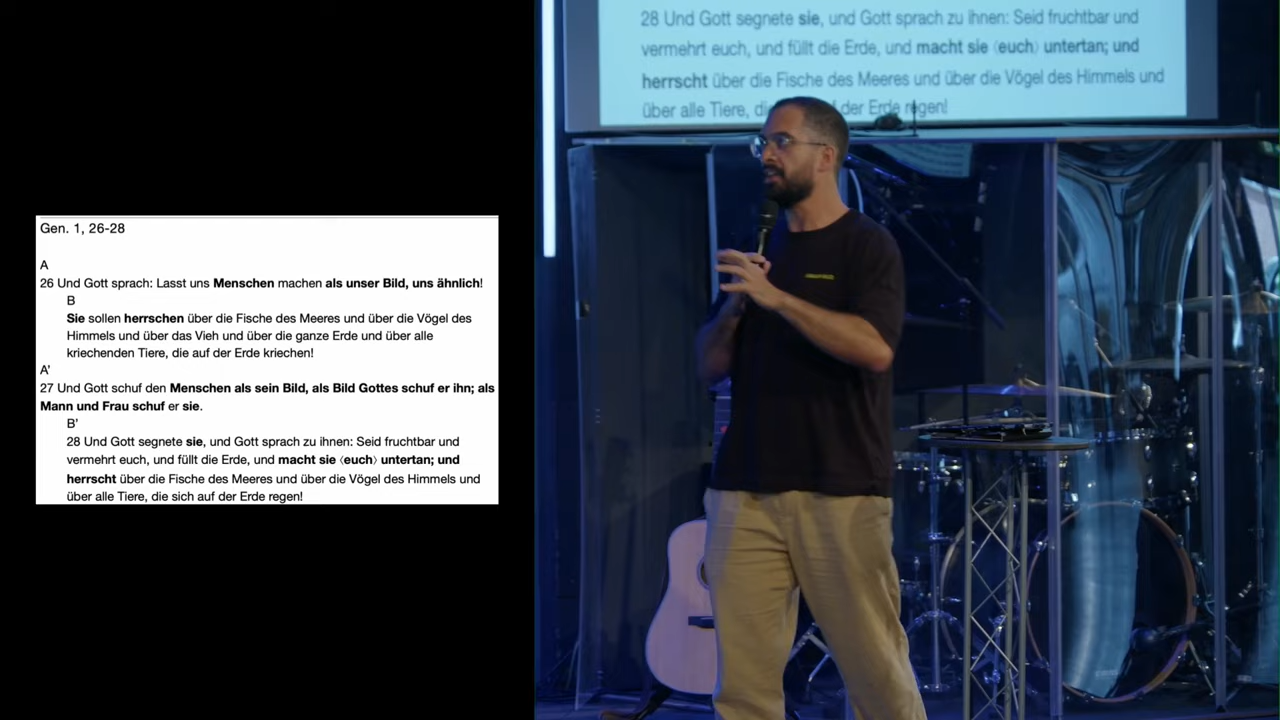 Gen. 1, 26-28
A
26 Und Gott sprach: Lasst uns Menschen machen als unser Bild, uns ähnlich!
B
Sie sollen herrschen über die Fische des Meeres und über die Vögel des
Himmels und über das Vieh und über die ganze Erde und über alle
kriechenden Tiere, die auf der Erde kriechen!
A'
27 Und Gott schuf den Menschen als sein Bild, als Bild Gottes schuf er ihn; als
Mann und Frau schuf er sie.
B'
28 Und Gott segnete sie, und Gott sprach zu ihnen: Seid fruchtbar und
vermehrt euch, und füllt die Erde, und macht sie ⟨euch⟩ untertan; und
herrscht über die Fische des Meeres und über die Vögel des Himmels und
über alle Tiere, die sich auf der Erde regen!
28 Und Gott segnete sie, und Gott sprach zu ihnen: Seid fruchtbar und
vermehrt euch, und füllt die Erde, und macht sie ⟨euch⟩ untertan; und
herrscht über die Fische des Meeres und über die Vögel des Himmels und
über alle Tiere, der Erde regen!